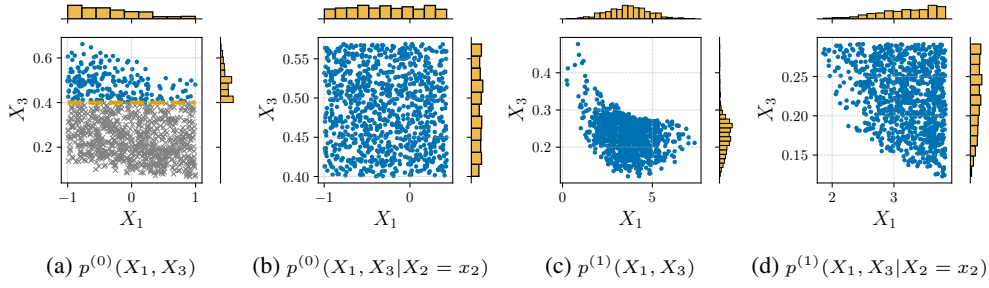 0.6
0.4
0.2
X₃
−1
0
1
X₁
(a) p⁽⁰⁾(X₁, X₃)
0.55
0.50
0.45
0.40
X₃
−1
0
X₁
(b) p⁽⁰⁾(X₁, X₃|X₂ = x₂)
0.4
0.3
0.2
X₃
0
5
X₁
(c) p⁽¹⁾(X₁, X₃)
0.25
0.20
0.15
X₃
2
3
X₁
(d) p⁽¹⁾(X₁, X₃|X₂ = x₂)